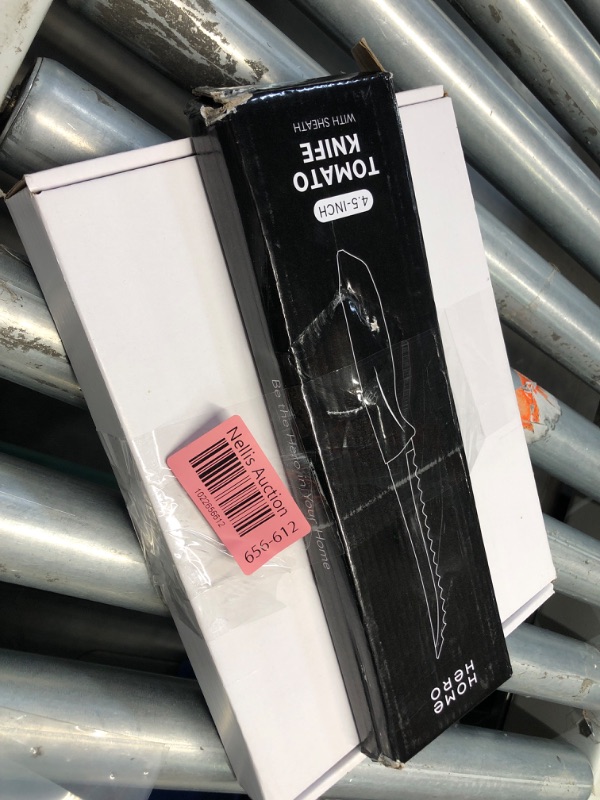 HOME
HERO
4.5-INCH
TOMATO
KNIFE
WITH SHEATH
Be the Hero in Your Home
Nellis Auction
1022656612
656-612